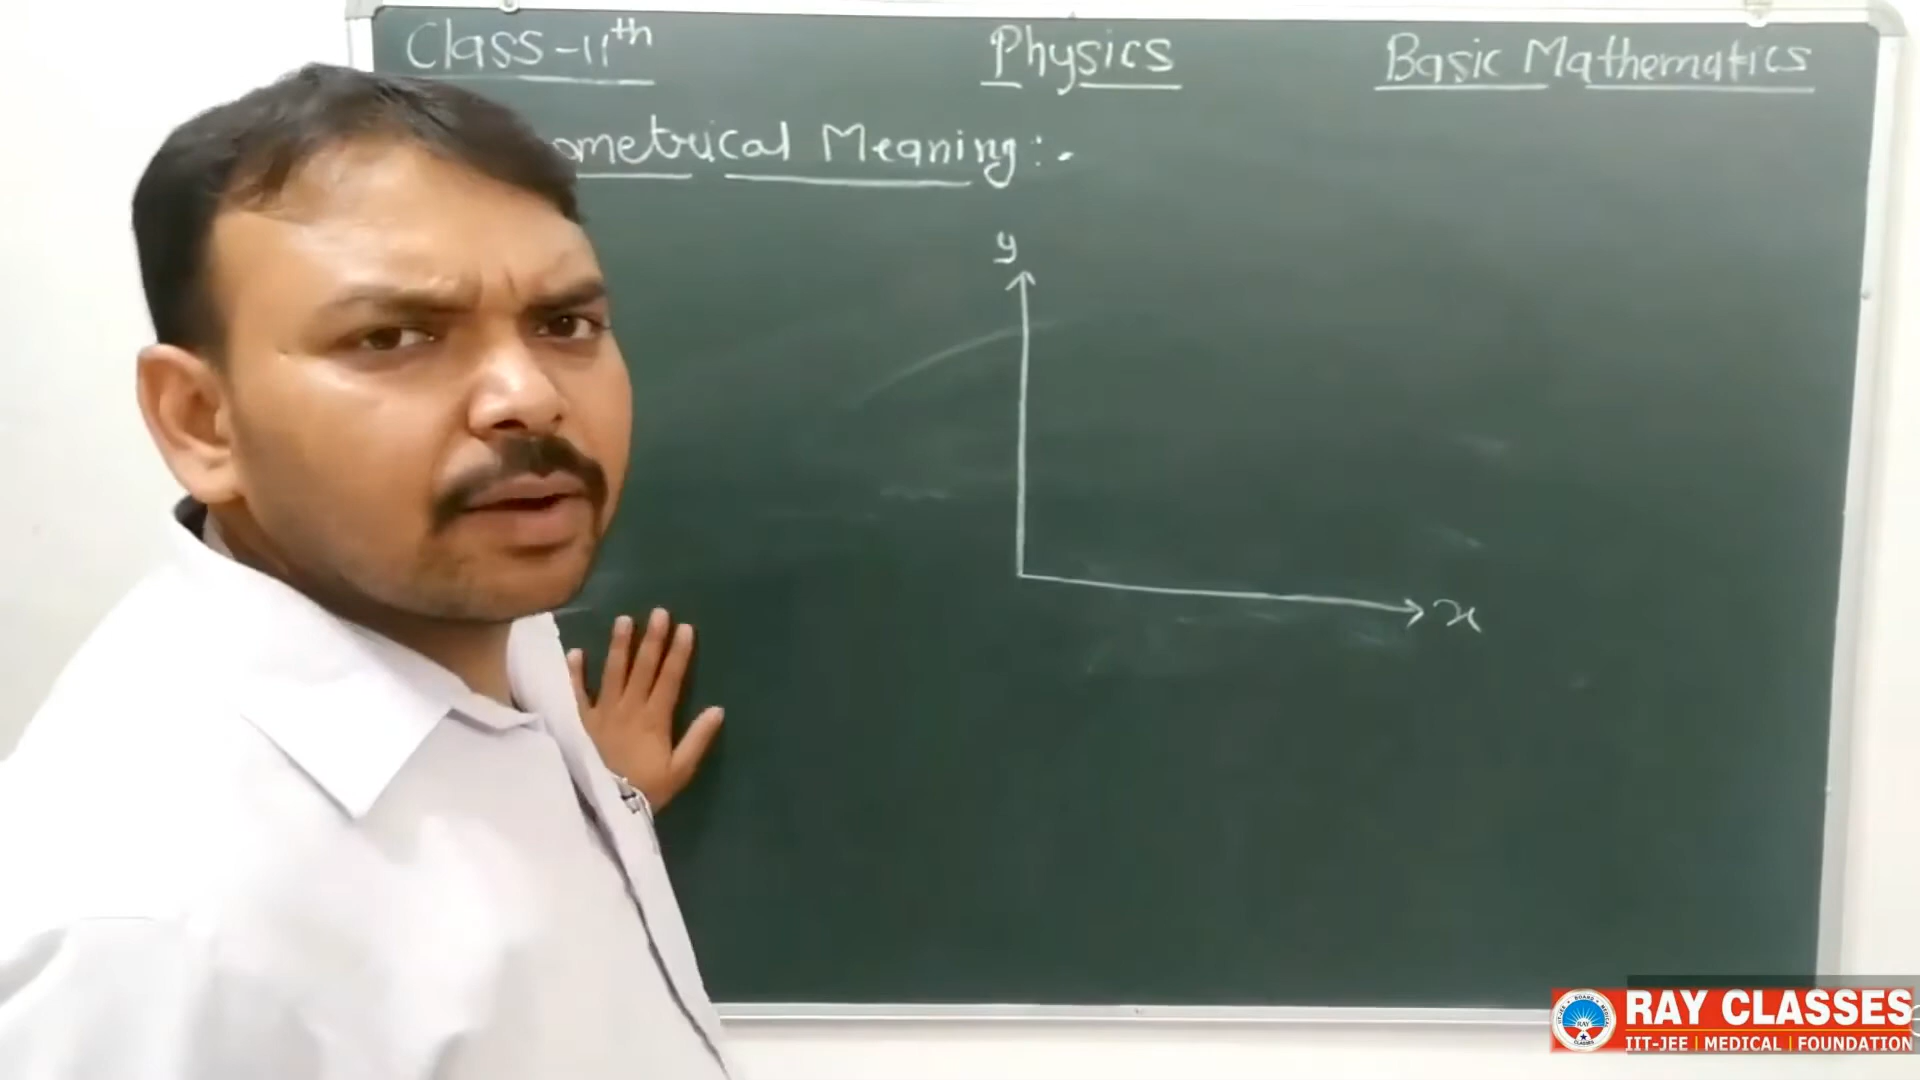 Class-11th Physics Basic Mathematics
Meaning:-
y
x
RAY CLASSES
IIT-JEE | MEDICAL | FOUNDATION